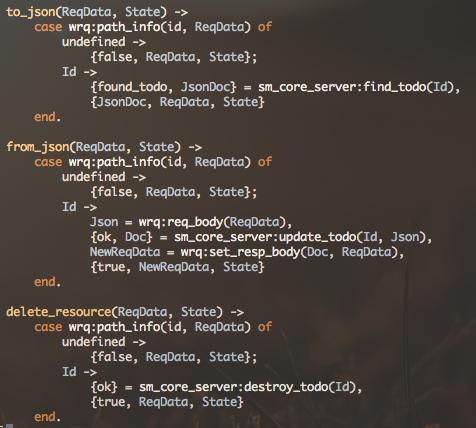 to_json(ReqData, State) ->
    case wrq:path_info(id, ReqData) of
        undefined ->
            {false, ReqData, State};
        Id ->
            {found_todo, JsonDoc} = sm_core_server:find_todo(Id),
            {JsonDoc, ReqData, State}
    end.

from_json(ReqData, State) ->
    case wrq:path_info(id, ReqData) of
        undefined ->
            {false, ReqData, State};
        Id ->
            Json = wrq:req_body(ReqData),
            {ok, Doc} = sm_core_server:update_todo(Id, Json),
            NewReqData = wrq:set_resp_body(Doc, ReqData),
            {true, NewReqData, State}
    end.

delete_resource(ReqData, State) ->
    case wrq:path_info(id, ReqData) of
        undefined ->
            {false, ReqData, State};
        Id ->
            {ok} = sm_core_server:destroy_todo(Id),
            {true, ReqData, State}
    end.